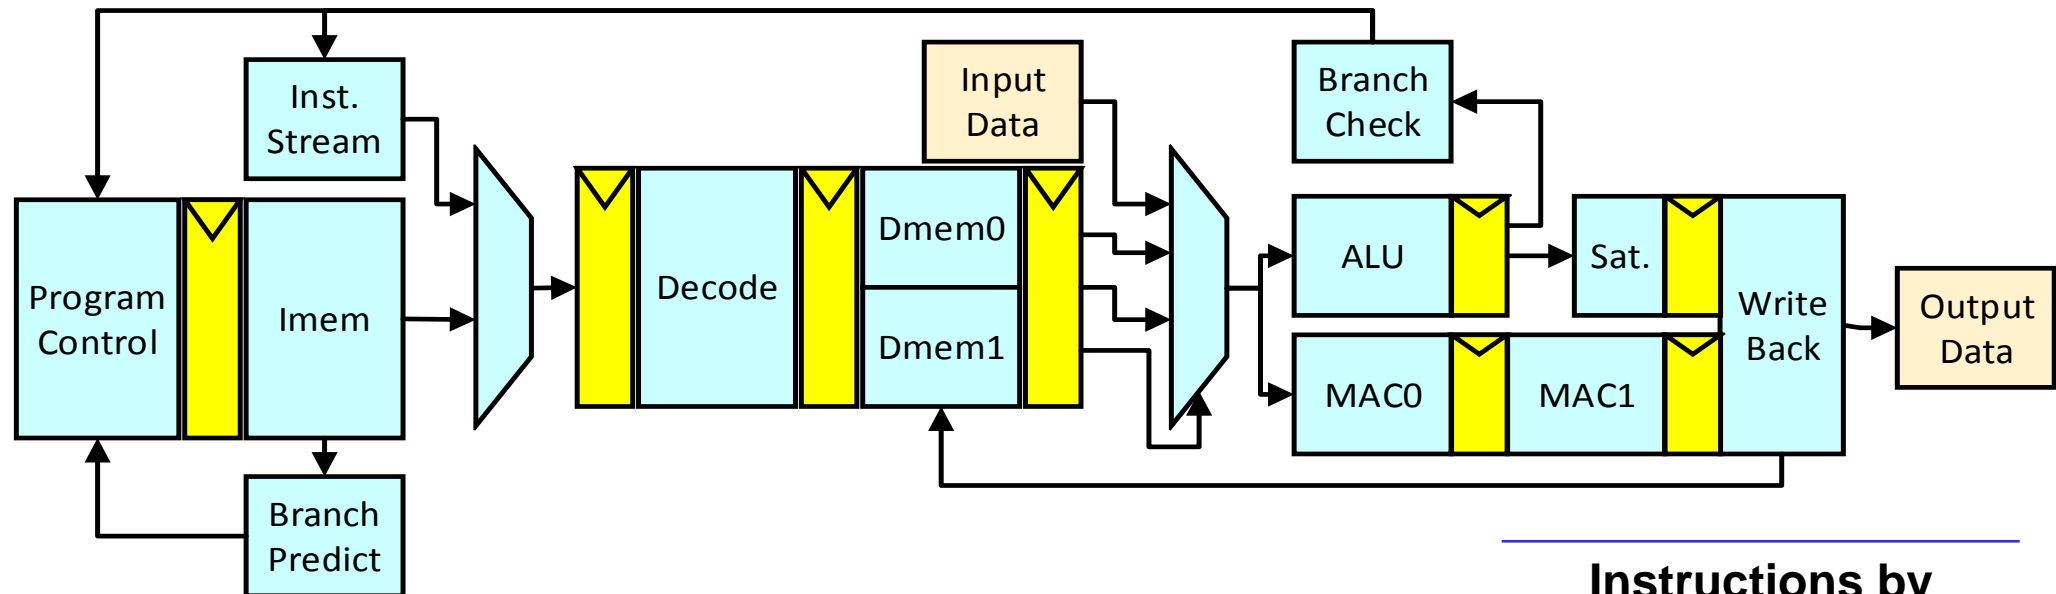 Inst.
Stream
Input
Data
Branch
Check
Program
Control
Imem
Decode
Dmem0
Dmem1
ALU
Sat.
MAC0
MAC1
Write
Back
Output
Data
Branch
Predict
Instructions by